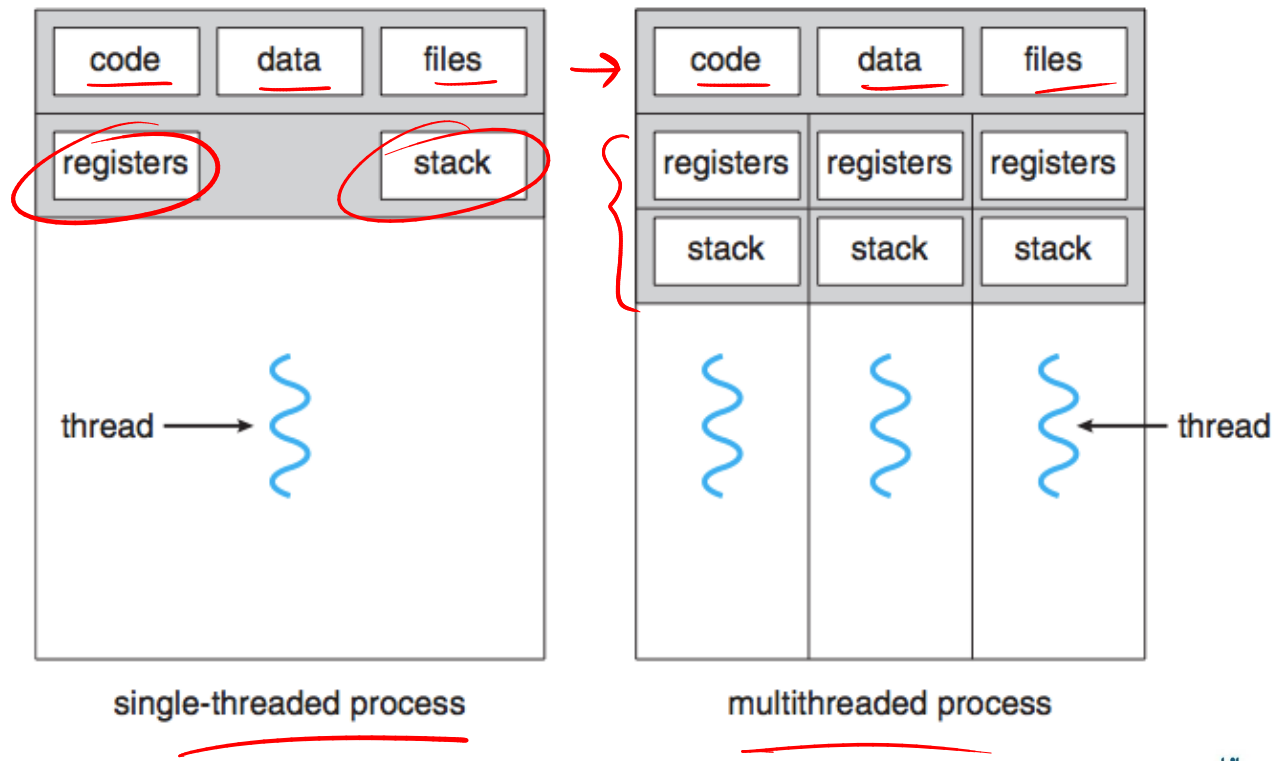 code data files code data files
registers stack registers registers registers
stack stack stack
thread thread
single-threaded process multithreaded process